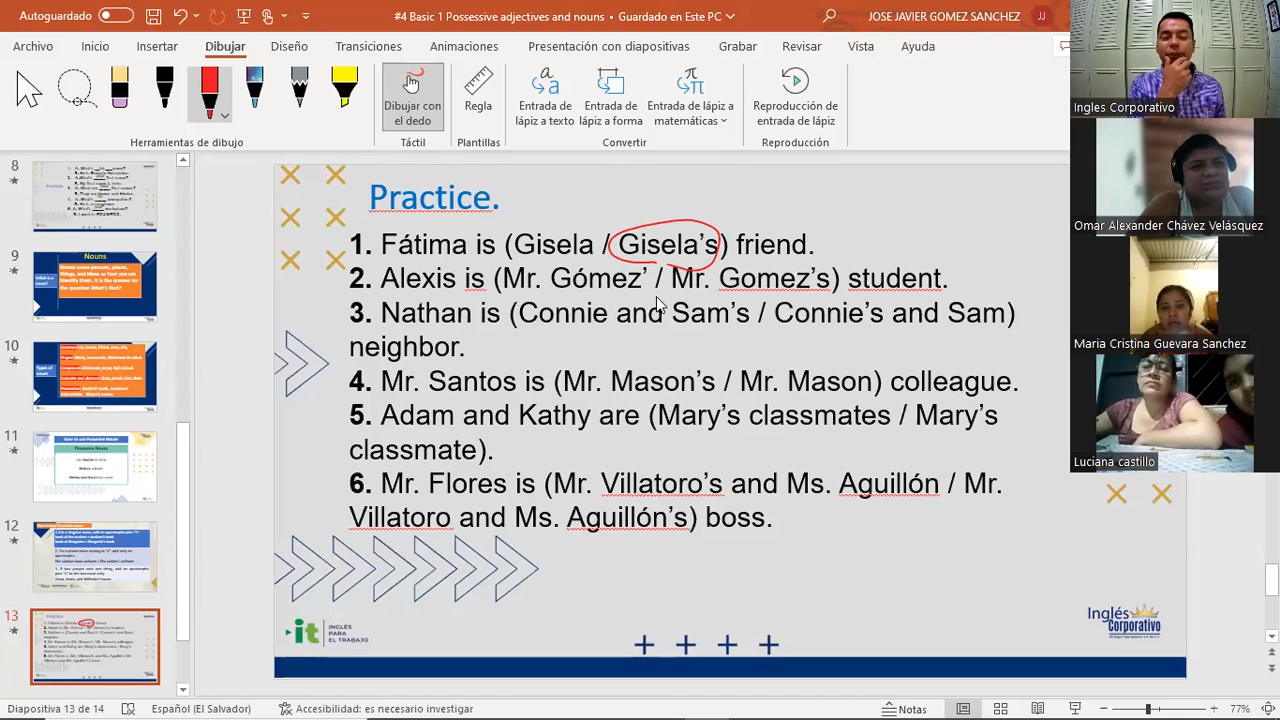 Autoguardado
#4 Basic 1 Possessive adjectives and nouns • Guardado en Este PC
JOSE JAVIER GOMEZ SANCHEZ
JJ
Archivo Inicio Insertar Dibujar Diseño Transiciones Animaciones Presentación con diapositivas Grabar Revisar Vista Ayuda
Dibujar con el dedo
Regla
Entrada de lápiz a texto
Entrada de lápiz a forma
Entrada de lápiz a matemáticas
Reproducción de entrada de lápiz
Herramientas de dibujo
Táctil
Plantillas
Convertir
Reproducción
8
Nouns
10
11
12
13
Practice.
1. Fátima is (Gisela / Gisela’s) friend.
2. Alexis is (Mr. Gómez’ / Mr. Gomez’s) student.
3. Nathan is (Connie and Sam’s / Connie’s and Sam)
neighbor.
4. Mr. Santos is (Mr. Mason’s / Mr. mason) colleague.
5. Adam and Kathy are (Mary’s classmates / Mary’s
classmate).
6. Mr. Flores is (Mr. Villatoro’s and Ms. Aguillón / Mr.
Villatoro and Ms. Aguillón’s) boss.
INGLÉS
PARA
EL TRABAJO
Inglés
Corporativo
Ingles Corporativo
Omar Alexander Chávez Velásquez
Maria Cristina Guevara Sanchez
Luciana castillo
Diapositiva 13 de 14
Español (El Salvador)
Accesibilidad: es necesario investigar
Notas
77%